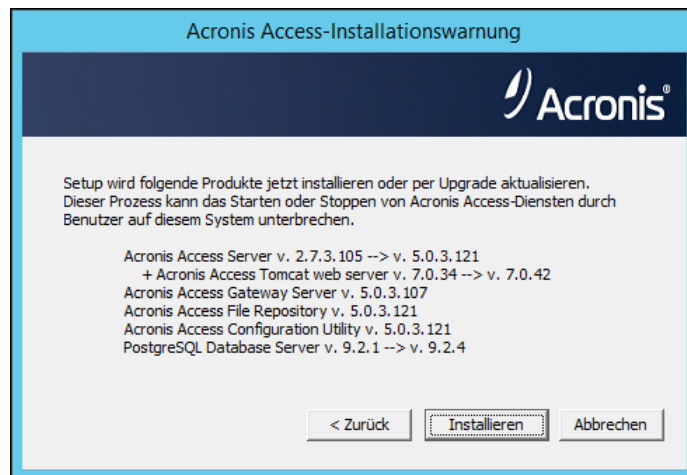 Acronis Access-Installationswarnung
Acronis®
Setup wird folgende Produkte jetzt installieren oder per Upgrade aktualisieren.
Dieser Prozess kann das Starten oder Stoppen von Acronis Access-Diensten durch
Benutzer auf diesem System unterbrechen.
Acronis Access Server v. 2.7.3.105 --> v. 5.0.3.121
+ Acronis Access Tomcat web server v. 7.0.34 --> v. 7.0.42
Acronis Access Gateway Server v. 5.0.3.107
Acronis Access File Repository v. 5.0.3.121
Acronis Access Configuration Utility v. 5.0.3.121
PostgreSQL Database Server v. 9.2.1 --> v. 9.2.4
< Zurück Installieren Abbrechen